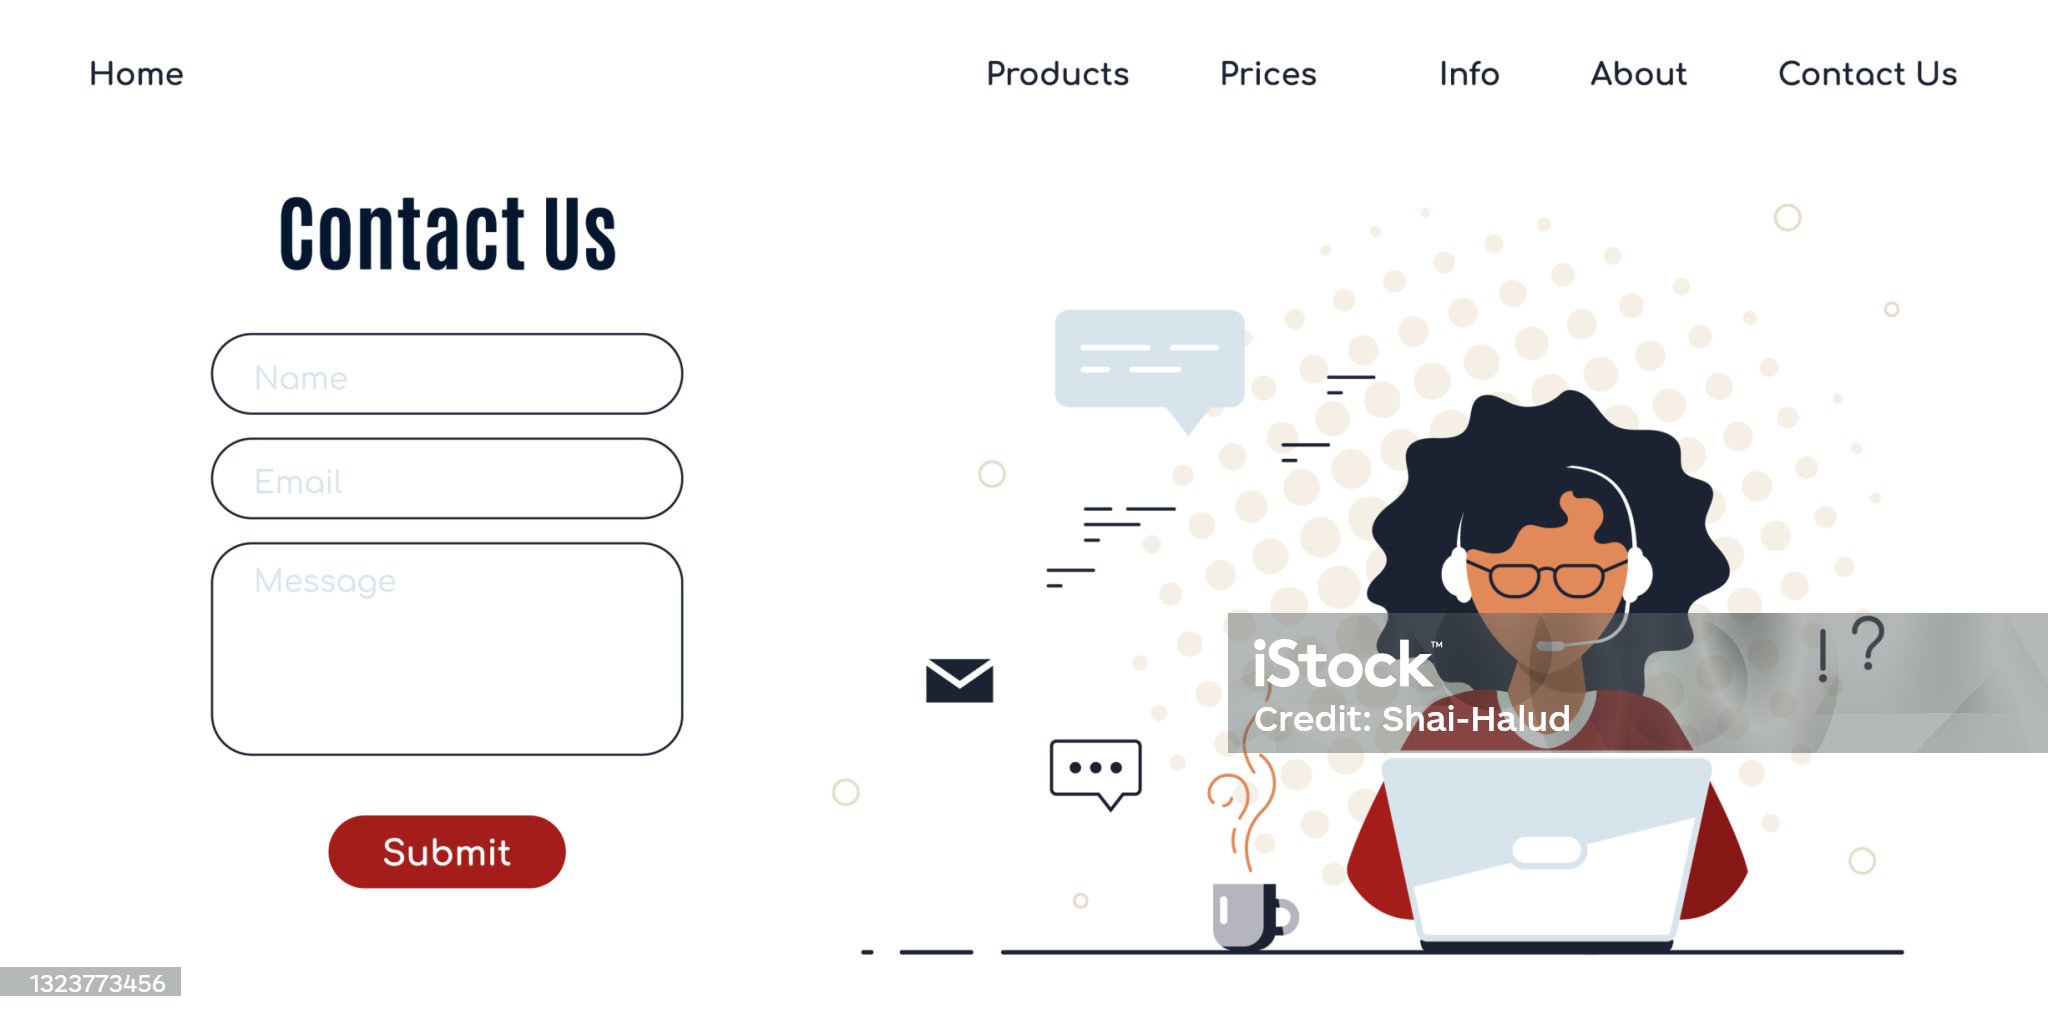 Home
Products
Prices
Info
About
Contact Us
Contact Us
Name
Email
Message
Submit
! ?
iStock™
Credit: Shai-Halud
1323773456